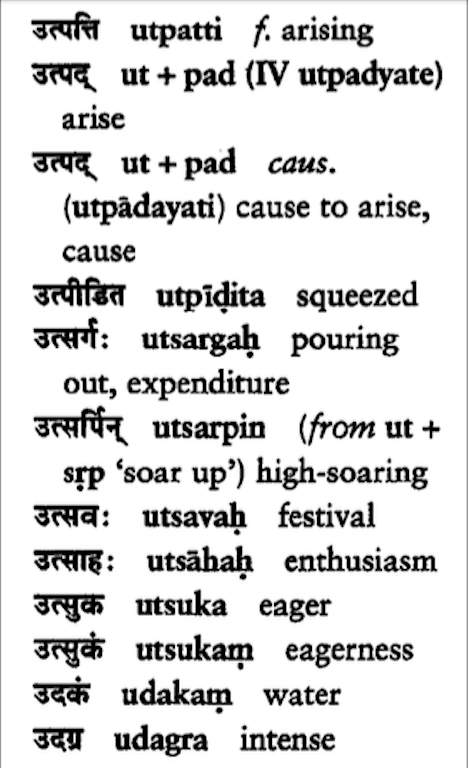 उत्पत्ति utpatti f. arising
उत्पद् ut + pad (IV utpadyate)
arise
उत्पद् ut + pad caus.
(utpādayati) cause to arise,
cause
उत्पीडित utpīḍita squeezed
उत्सर्ग: utsargaḥ pouring
out, expenditure
उत्सर्पिन् utsarpin (from ut +
sṛp ‘soar up’) high-soaring
उत्सव: utsavaḥ festival
उत्साह: utsāhaḥ enthusiasm
उत्सुक utsuka eager
उत्सुकं utsukaṃ eagerness
उदकं udakaṃ water
उदग्र udagra intense